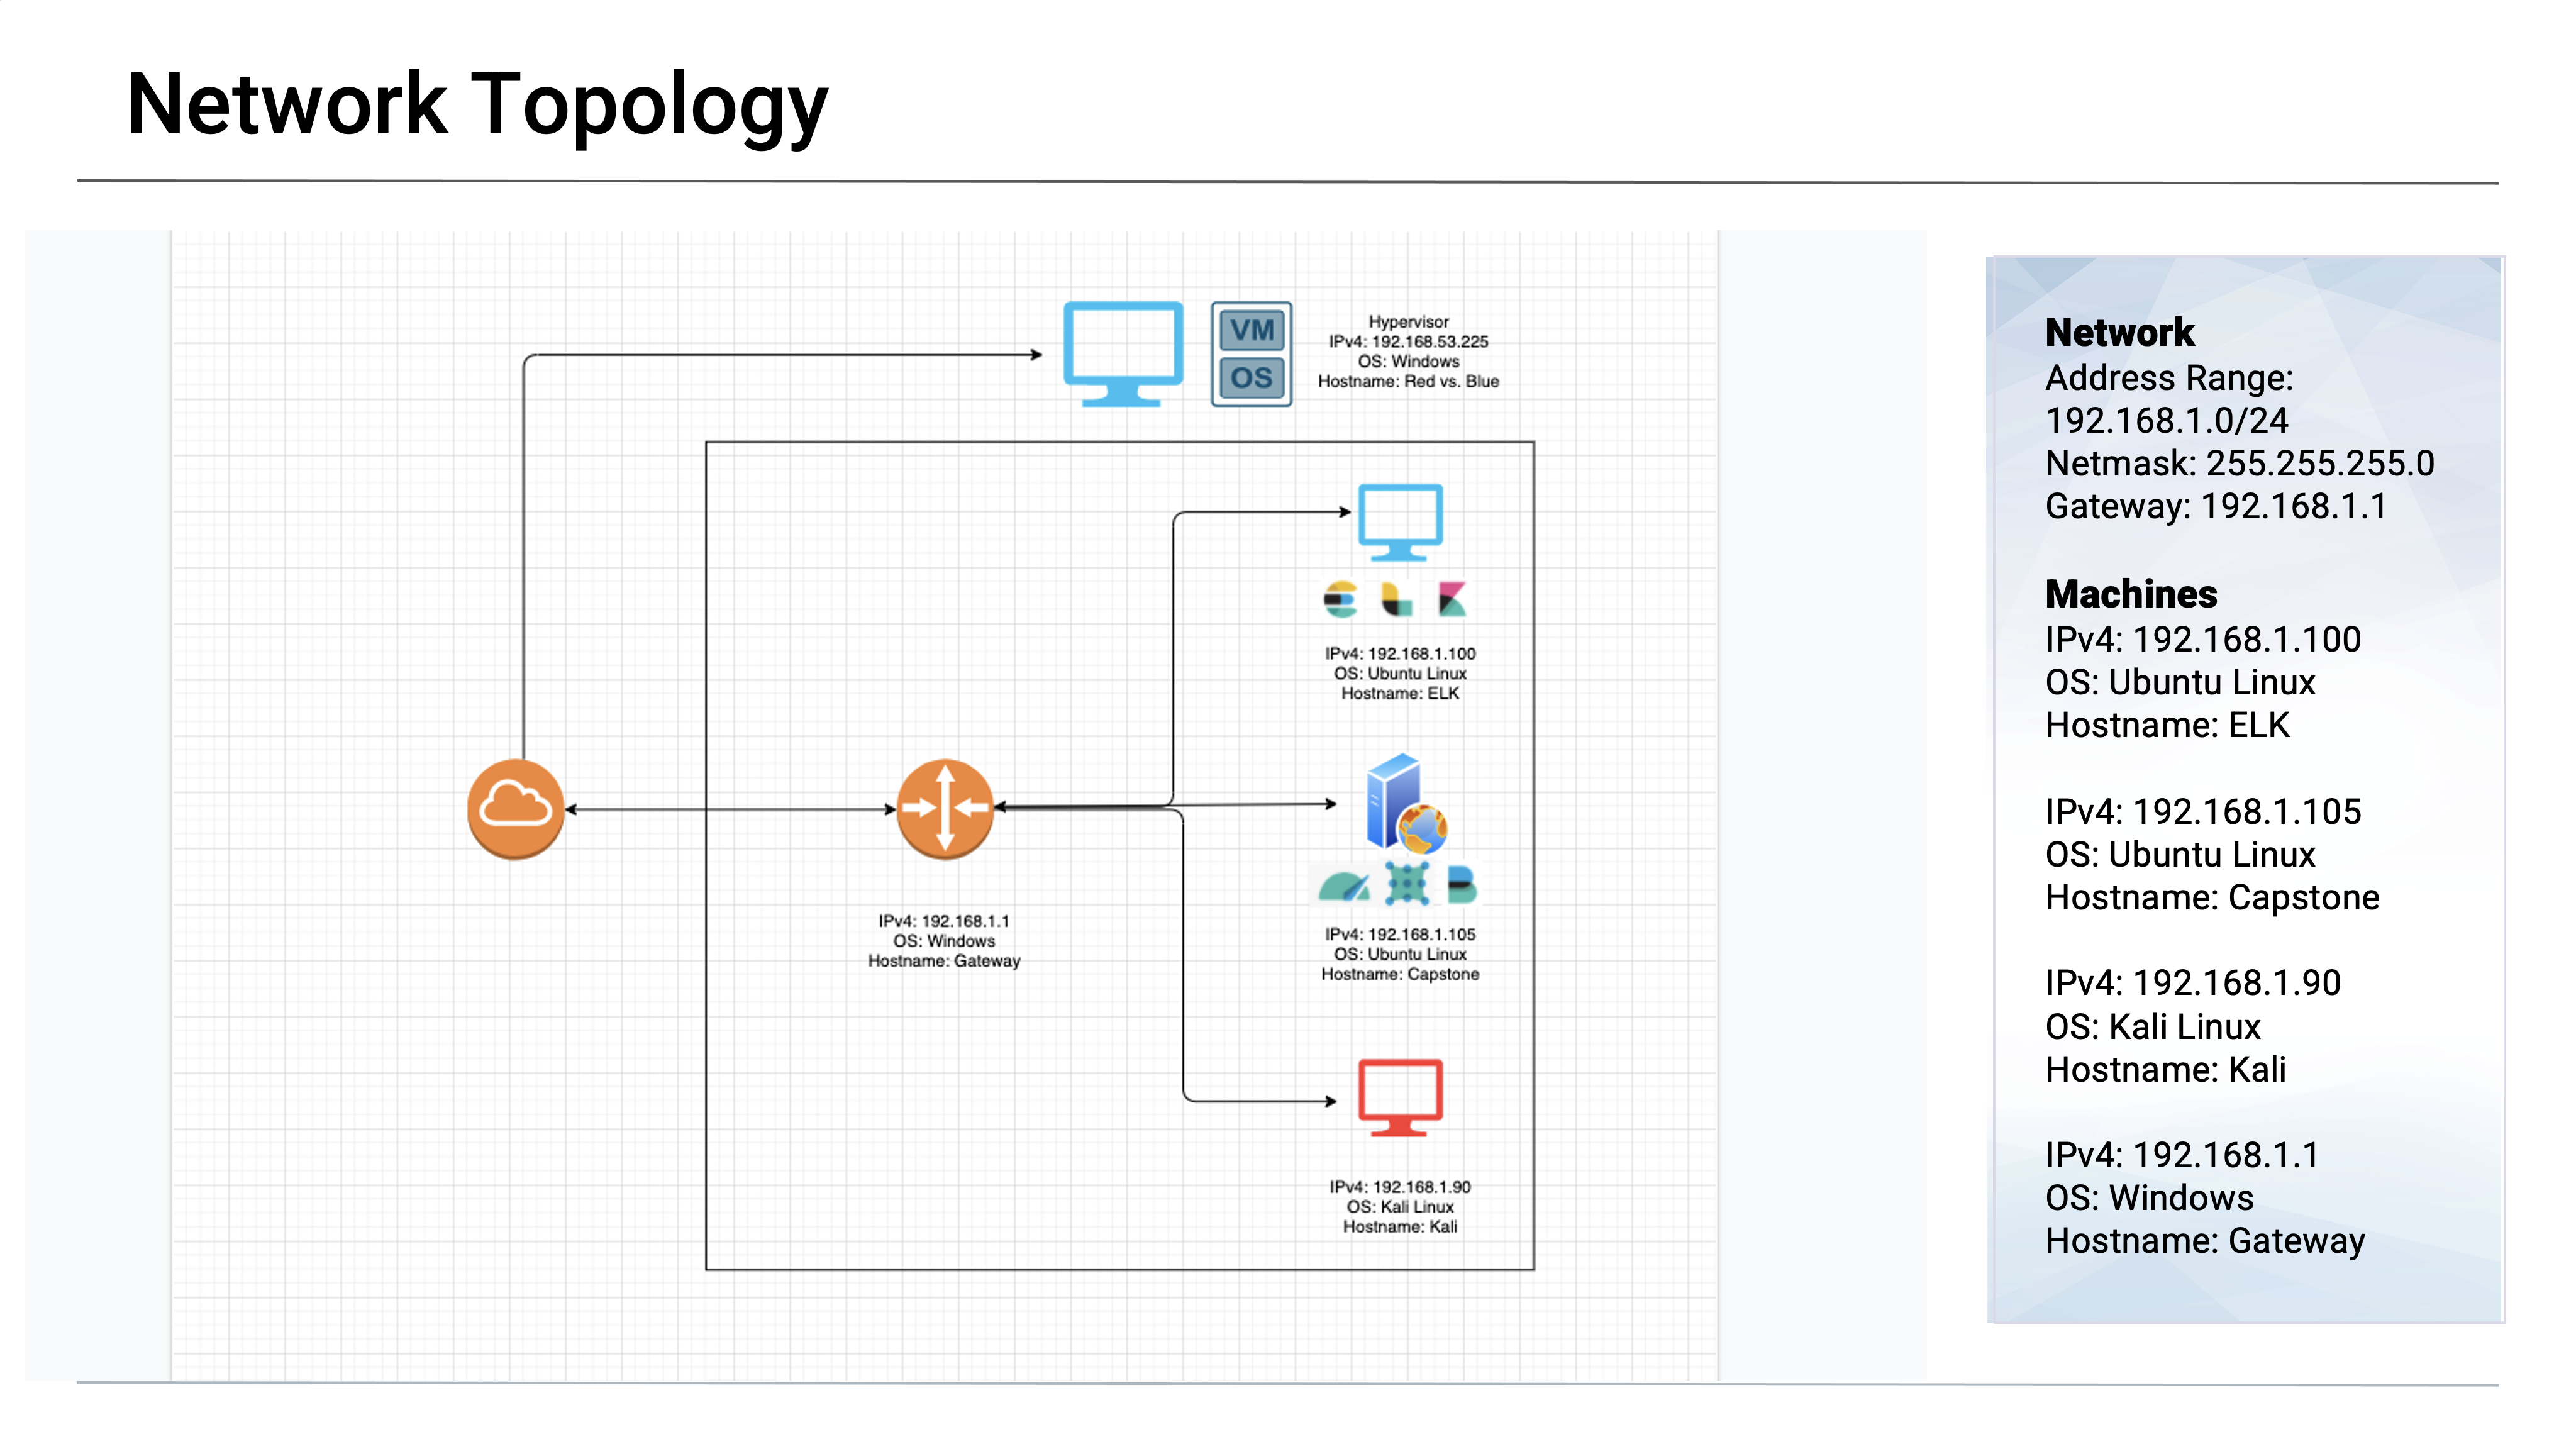 Network Topology
VM
OS
Hypervisor
IPv4: 192.168.53.225
OS: Windows
Hostname: Red vs. Blue
IPv4: 192.168.1.100
OS: Ubuntu Linux
Hostname: ELK
IPv4: 192.168.1.1
OS: Windows
Hostname: Gateway
IPv4: 192.168.1.105
OS: Ubuntu Linux
Hostname: Capstone
IPv4: 192.168.1.90
OS: Kali Linux
Hostname: Kali
Network
Address Range:
192.168.1.0/24
Netmask: 255.255.255.0
Gateway: 192.168.1.1
Machines
IPv4: 192.168.1.100
OS: Ubuntu Linux
Hostname: ELK
IPv4: 192.168.1.105
OS: Ubuntu Linux
Hostname: Capstone
IPv4: 192.168.1.90
OS: Kali Linux
Hostname: Kali
IPv4: 192.168.1.1
OS: Windows
Hostname: Gateway